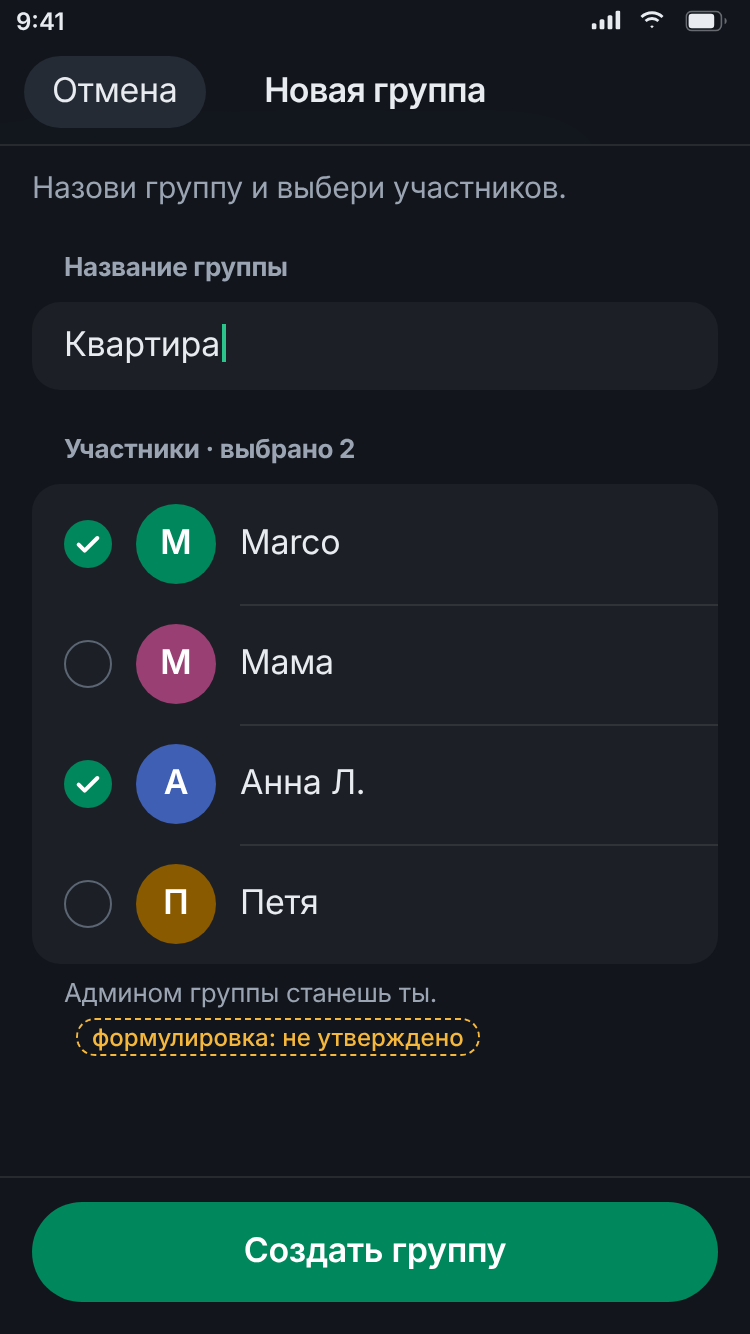 9:41
Отмена
Новая группа
Назови группу и выбери участников.
Название группы
Квартира
Участники · выбрано 2
M
Marco
М
Мама
А
Анна Л.
П
Петя
Админом группы станешь ты.
формулировка: не утверждено
Создать группу